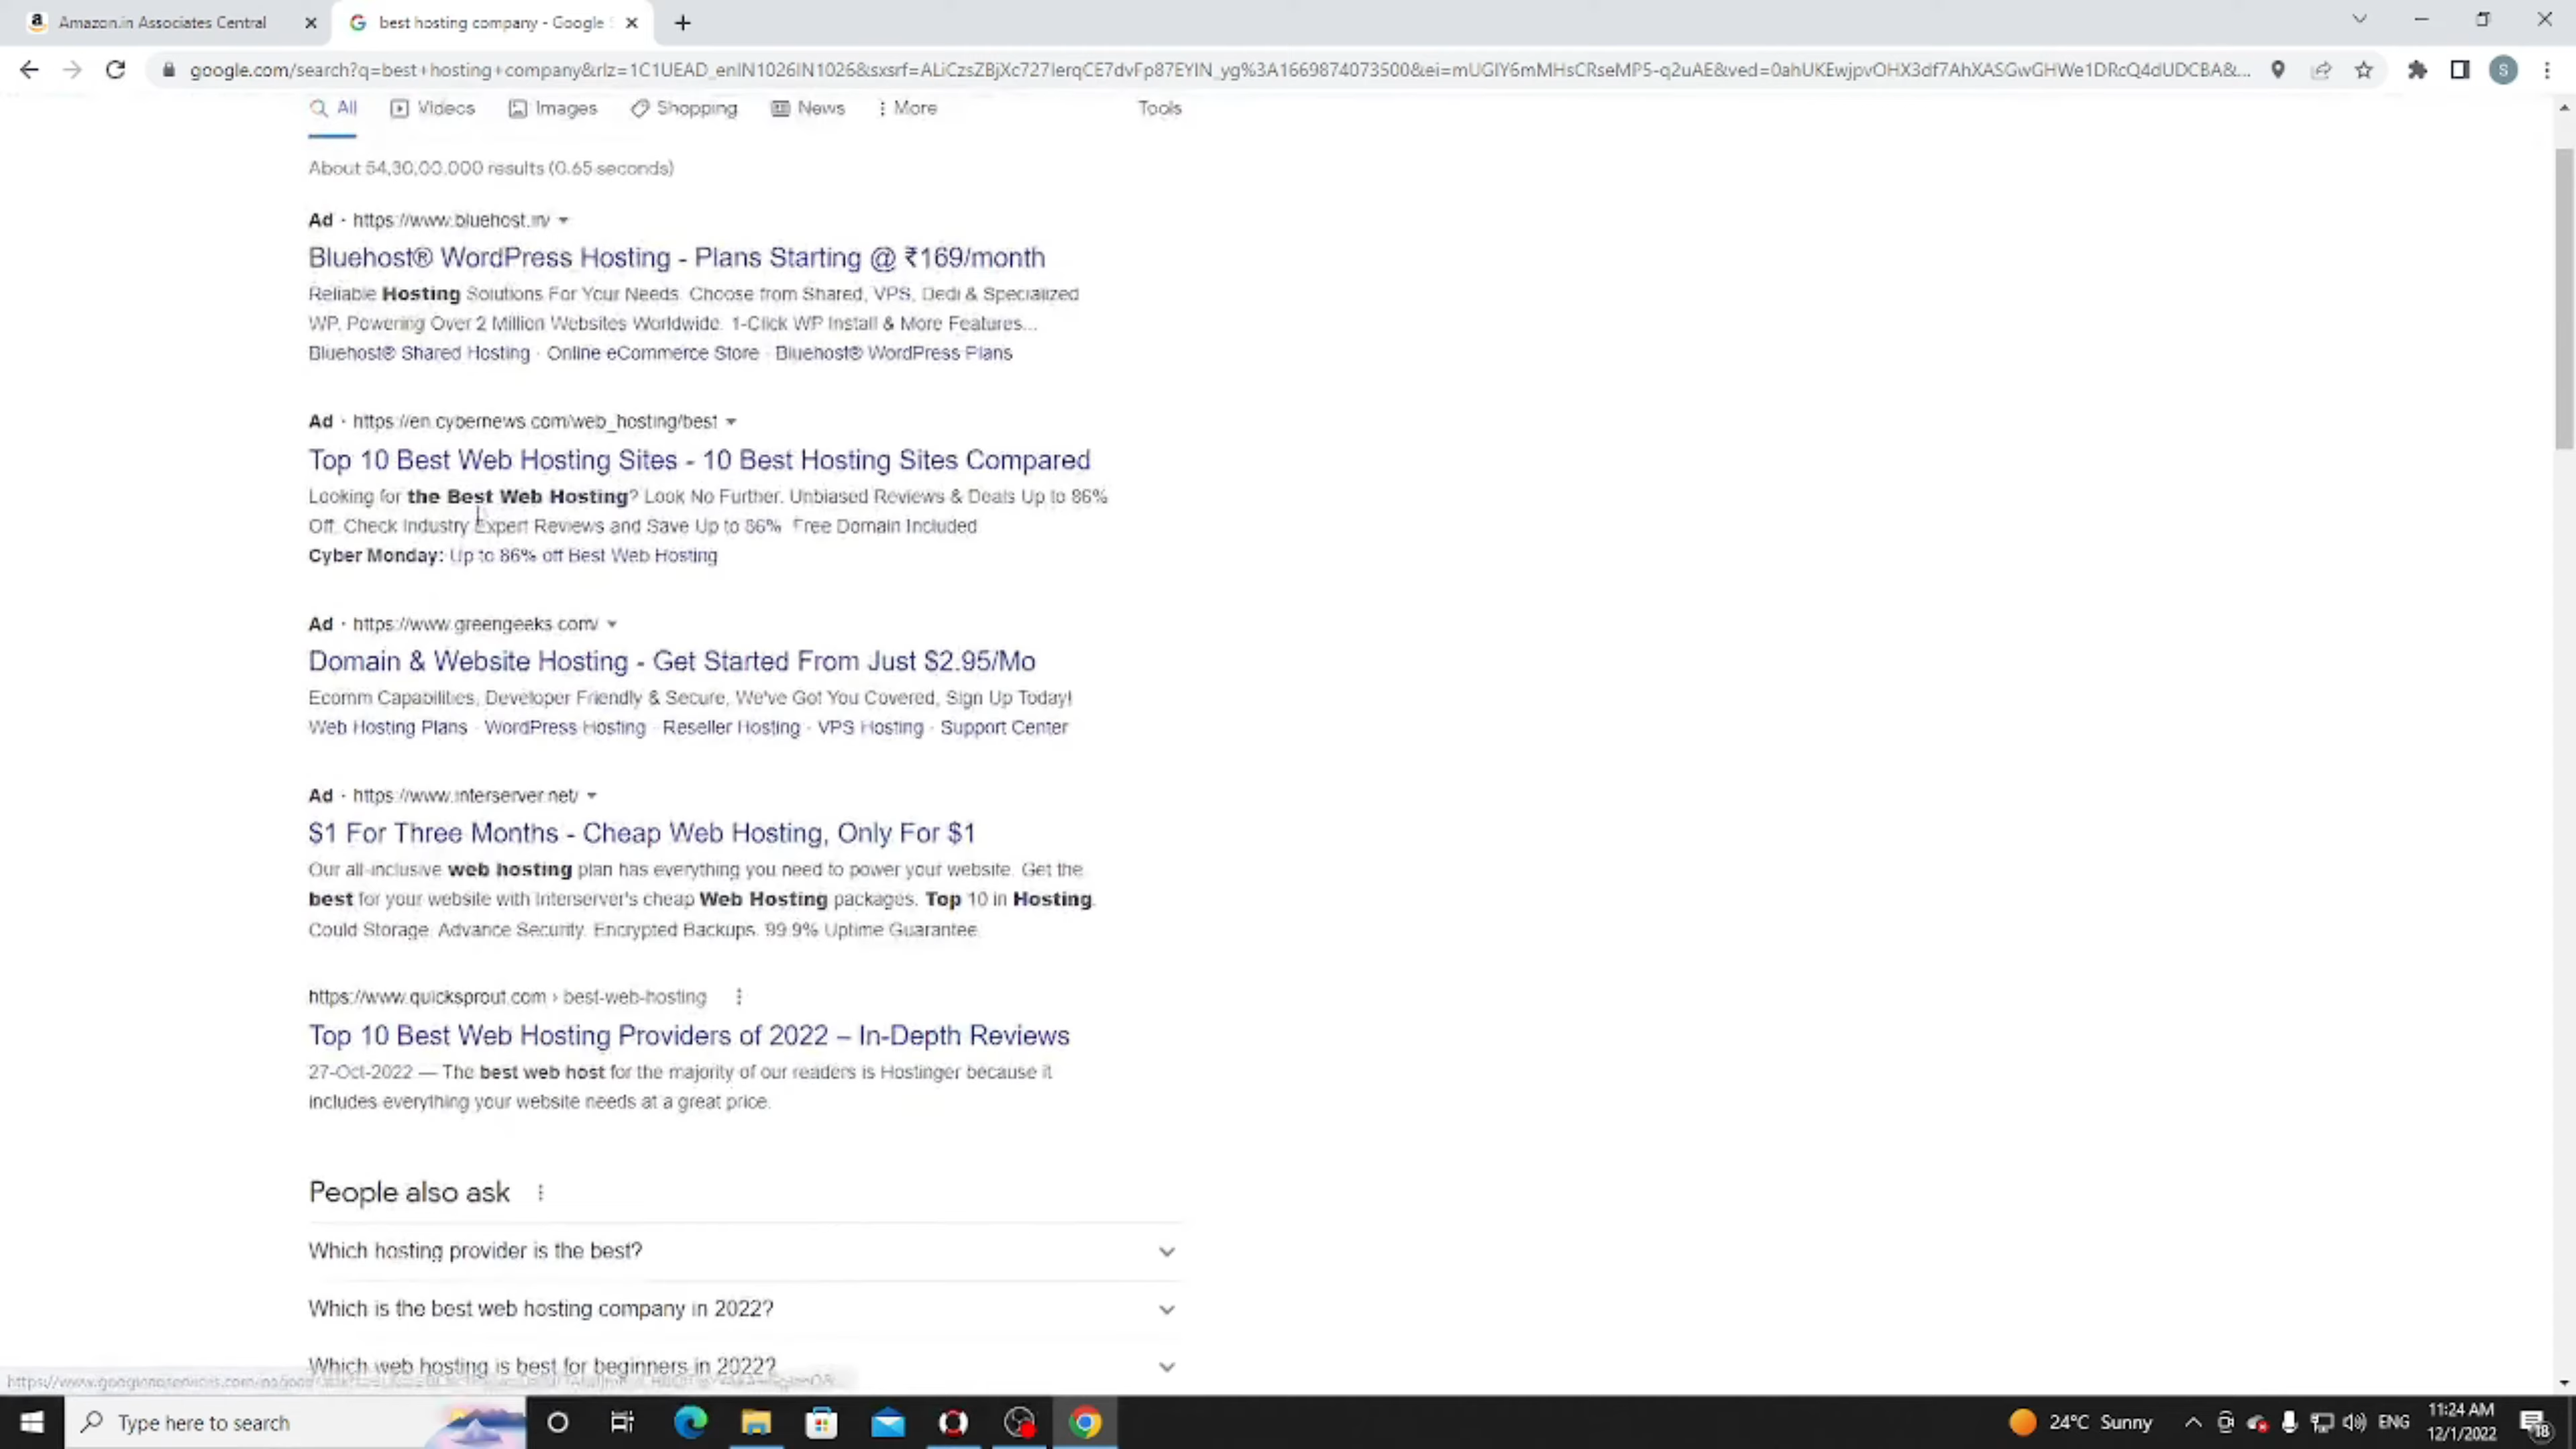 Amazon.in Associates Central
best hosting company - Google
google.com/search?q=best+hosting+company&rlz=1C1UEAD_enIN1026IN1026&sxsrf=ALiCzsZBjXc727IerqCE7dvFp87EYIN_yg%3A1669874073500&ei=mUGIY6mMHsCRseMP5-q2uAE&ved=0ahUKEwjpvOHX3df7AhXASGwGHWe1DRcQ4dUDCBA&...
S
All Videos Images Shopping News More Tools
About 54,30,00,000 results (0.65 seconds)
Ad · https://www.bluehost.in/
Bluehost® WordPress Hosting - Plans Starting @ ₹169/month
Reliable Hosting Solutions For Your Needs. Choose from Shared, VPS, Dedi & Specialized
WP. Powering Over 2 Million Websites Worldwide. 1-Click WP Install & More Features...
Bluehost® Shared Hosting · Online eCommerce Store · Bluehost® WordPress Plans
Ad · https://en.cybernews.com/web_hosting/best
Top 10 Best Web Hosting Sites - 10 Best Hosting Sites Compared
Looking for the Best Web Hosting? Look No Further. Unbiased Reviews & Deals Up to 86%
Off. Check Industry Expert Reviews and Save Up to 86% Free Domain Included
Cyber Monday: Up to 86% off Best Web Hosting
Ad · https://www.greengeeks.com/
Domain & Website Hosting - Get Started From Just $2.95/Mo
Ecomm Capabilities, Developer Friendly & Secure, We've Got You Covered, Sign Up Today!
Web Hosting Plans · WordPress Hosting · Reseller Hosting · VPS Hosting · Support Center
Ad · https://www.interserver.net/
$1 For Three Months - Cheap Web Hosting, Only For $1
Our all-inclusive web hosting plan has everything you need to power your website. Get the
best for your website with Interserver's cheap Web Hosting packages. Top 10 in Hosting.
Could Storage. Advance Security. Encrypted Backups. 99.9% Uptime Guarantee.
https://www.quicksprout.com › best-web-hosting
Top 10 Best Web Hosting Providers of 2022 – In-Depth Reviews
27-Oct-2022 — The best web host for the majority of our readers is Hostinger because it
includes everything your website needs at a great price.
People also ask
Which hosting provider is the best?
Which is the best web hosting company in 2022?
Which web hosting is best for beginners in 2022?
Type here to search
24°C Sunny
ENG
11:24 AM
12/1/2022
18